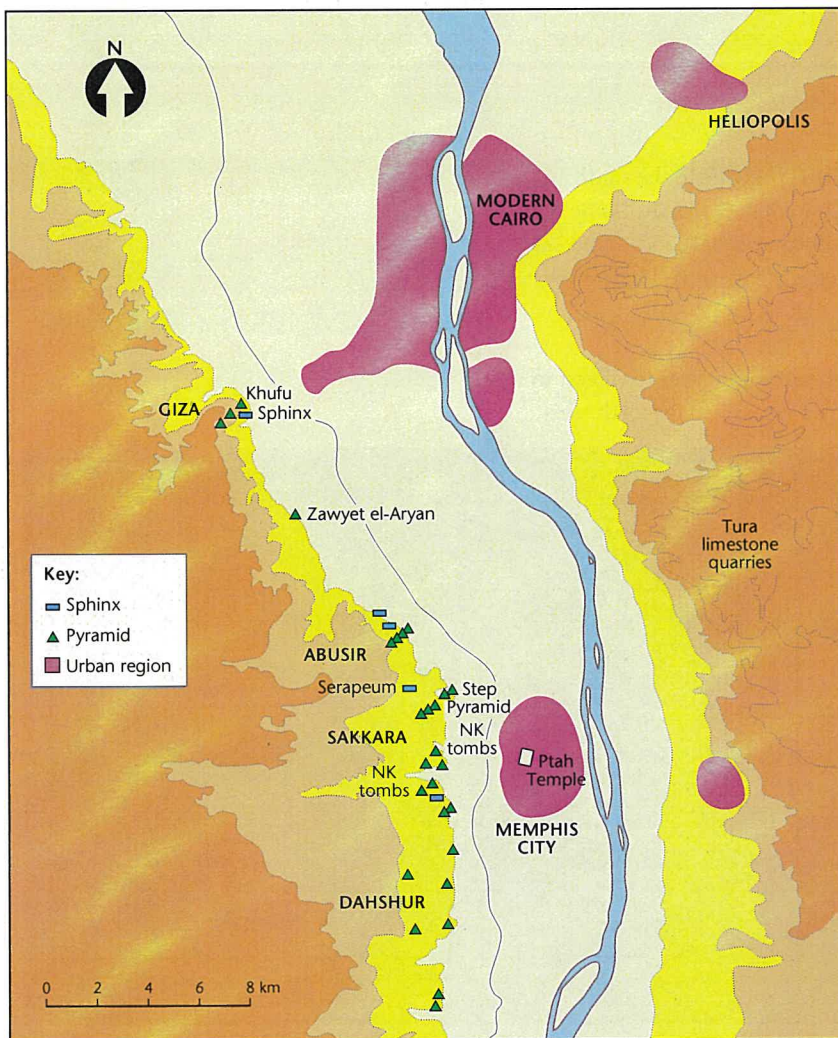 N
HELIOPOLIS
MODERN
CAIRO
Khufu
GIZA
Sphinx
Zawyet el-Aryan
Tura
limestone
quarries
Key:
Sphinx
Pyramid
Urban region
ABUSIR
Serapeum
Step
Pyramid
SAKKARA
NK
tombs
NK
tombs
Ptah
Temple
MEMPHIS
CITY
DAHSHUR
0 2 4 6 8 km